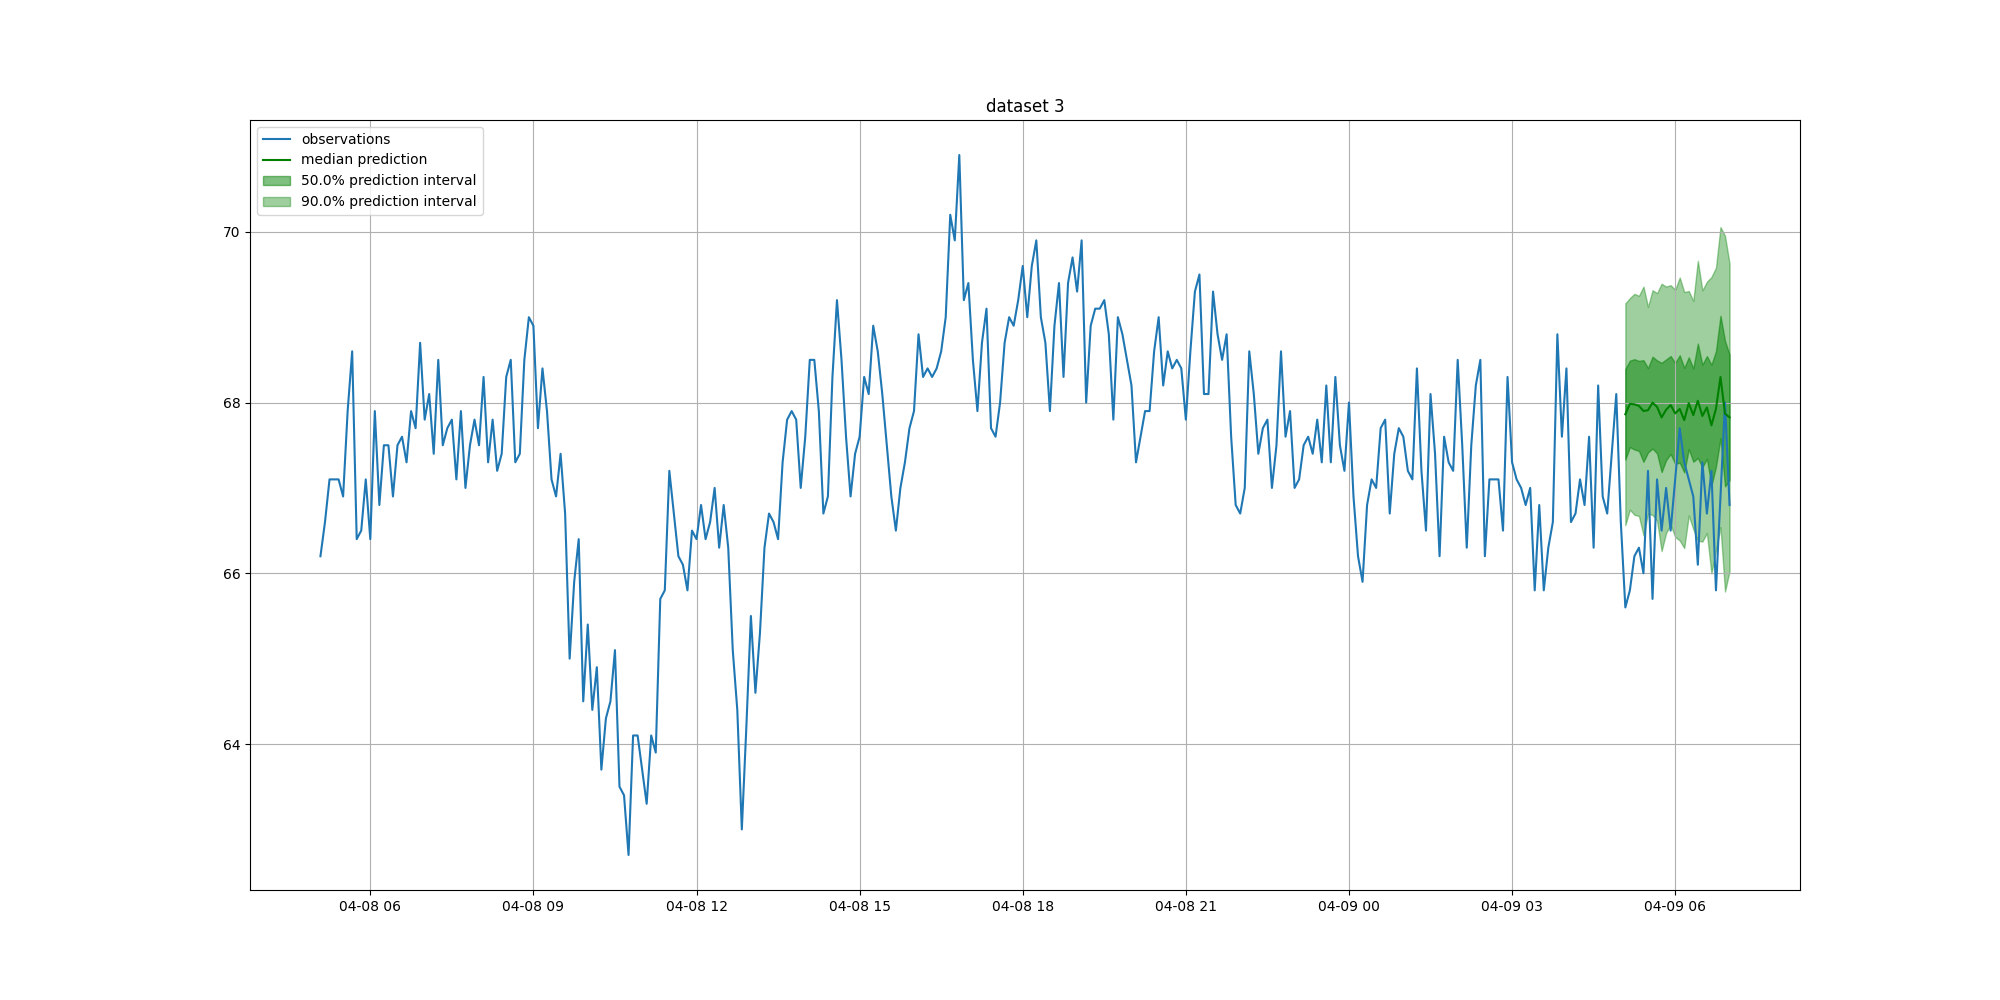 dataset 3
observations
median prediction
50.0% prediction interval
90.0% prediction interval
70
68
66
64
04-08 06
04-08 09
04-08 12
04-08 15
04-08 18
04-08 21
04-09 00
04-09 03
04-09 06